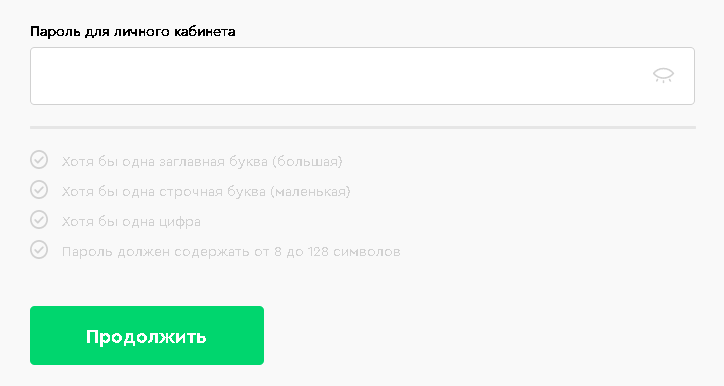 Пароль для личного кабинета
Хотя бы одна заглавная буква (большая)
Хотя бы одна строчная буква (маленькая)
Хотя бы одна цифра
Пароль должен содержать от 8 до 128 символов
Продолжить